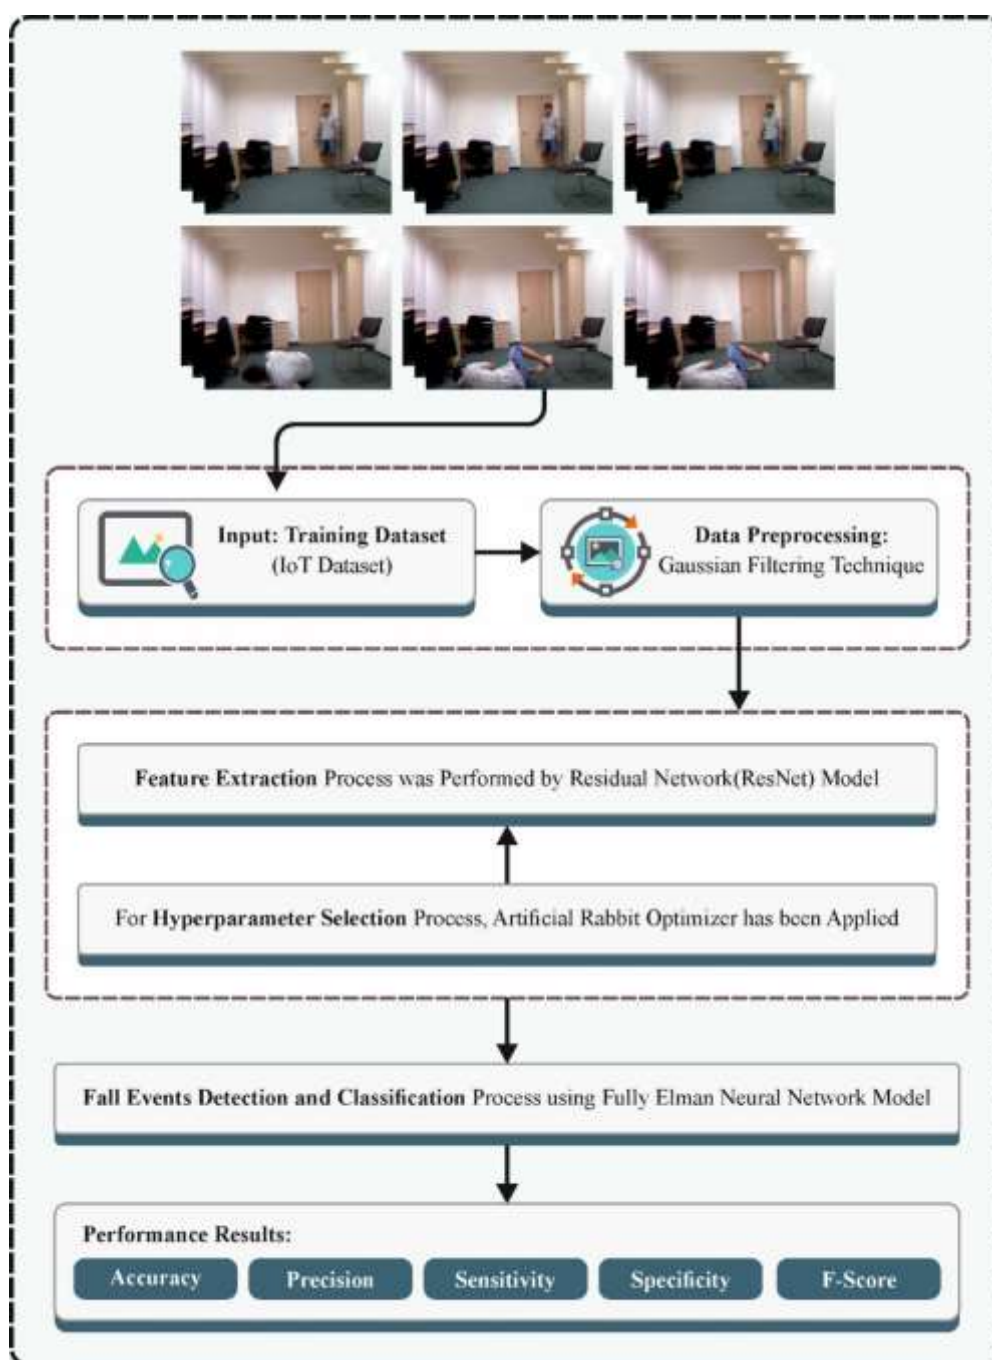 Input: Training Dataset
(IoT Dataset)
Data Preprocessing:
Gaussian Filtering Technique
Feature Extraction Process was Performed by Residual Network(ResNet) Model
For Hyperparameter Selection Process, Artificial Rabbit Optimizer has been Applied
Fall Events Detection and Classification Process using Fully Elman Neural Network Model
Performance Results:
Accuracy
Precision
Sensitivity
Specificity
F-Score